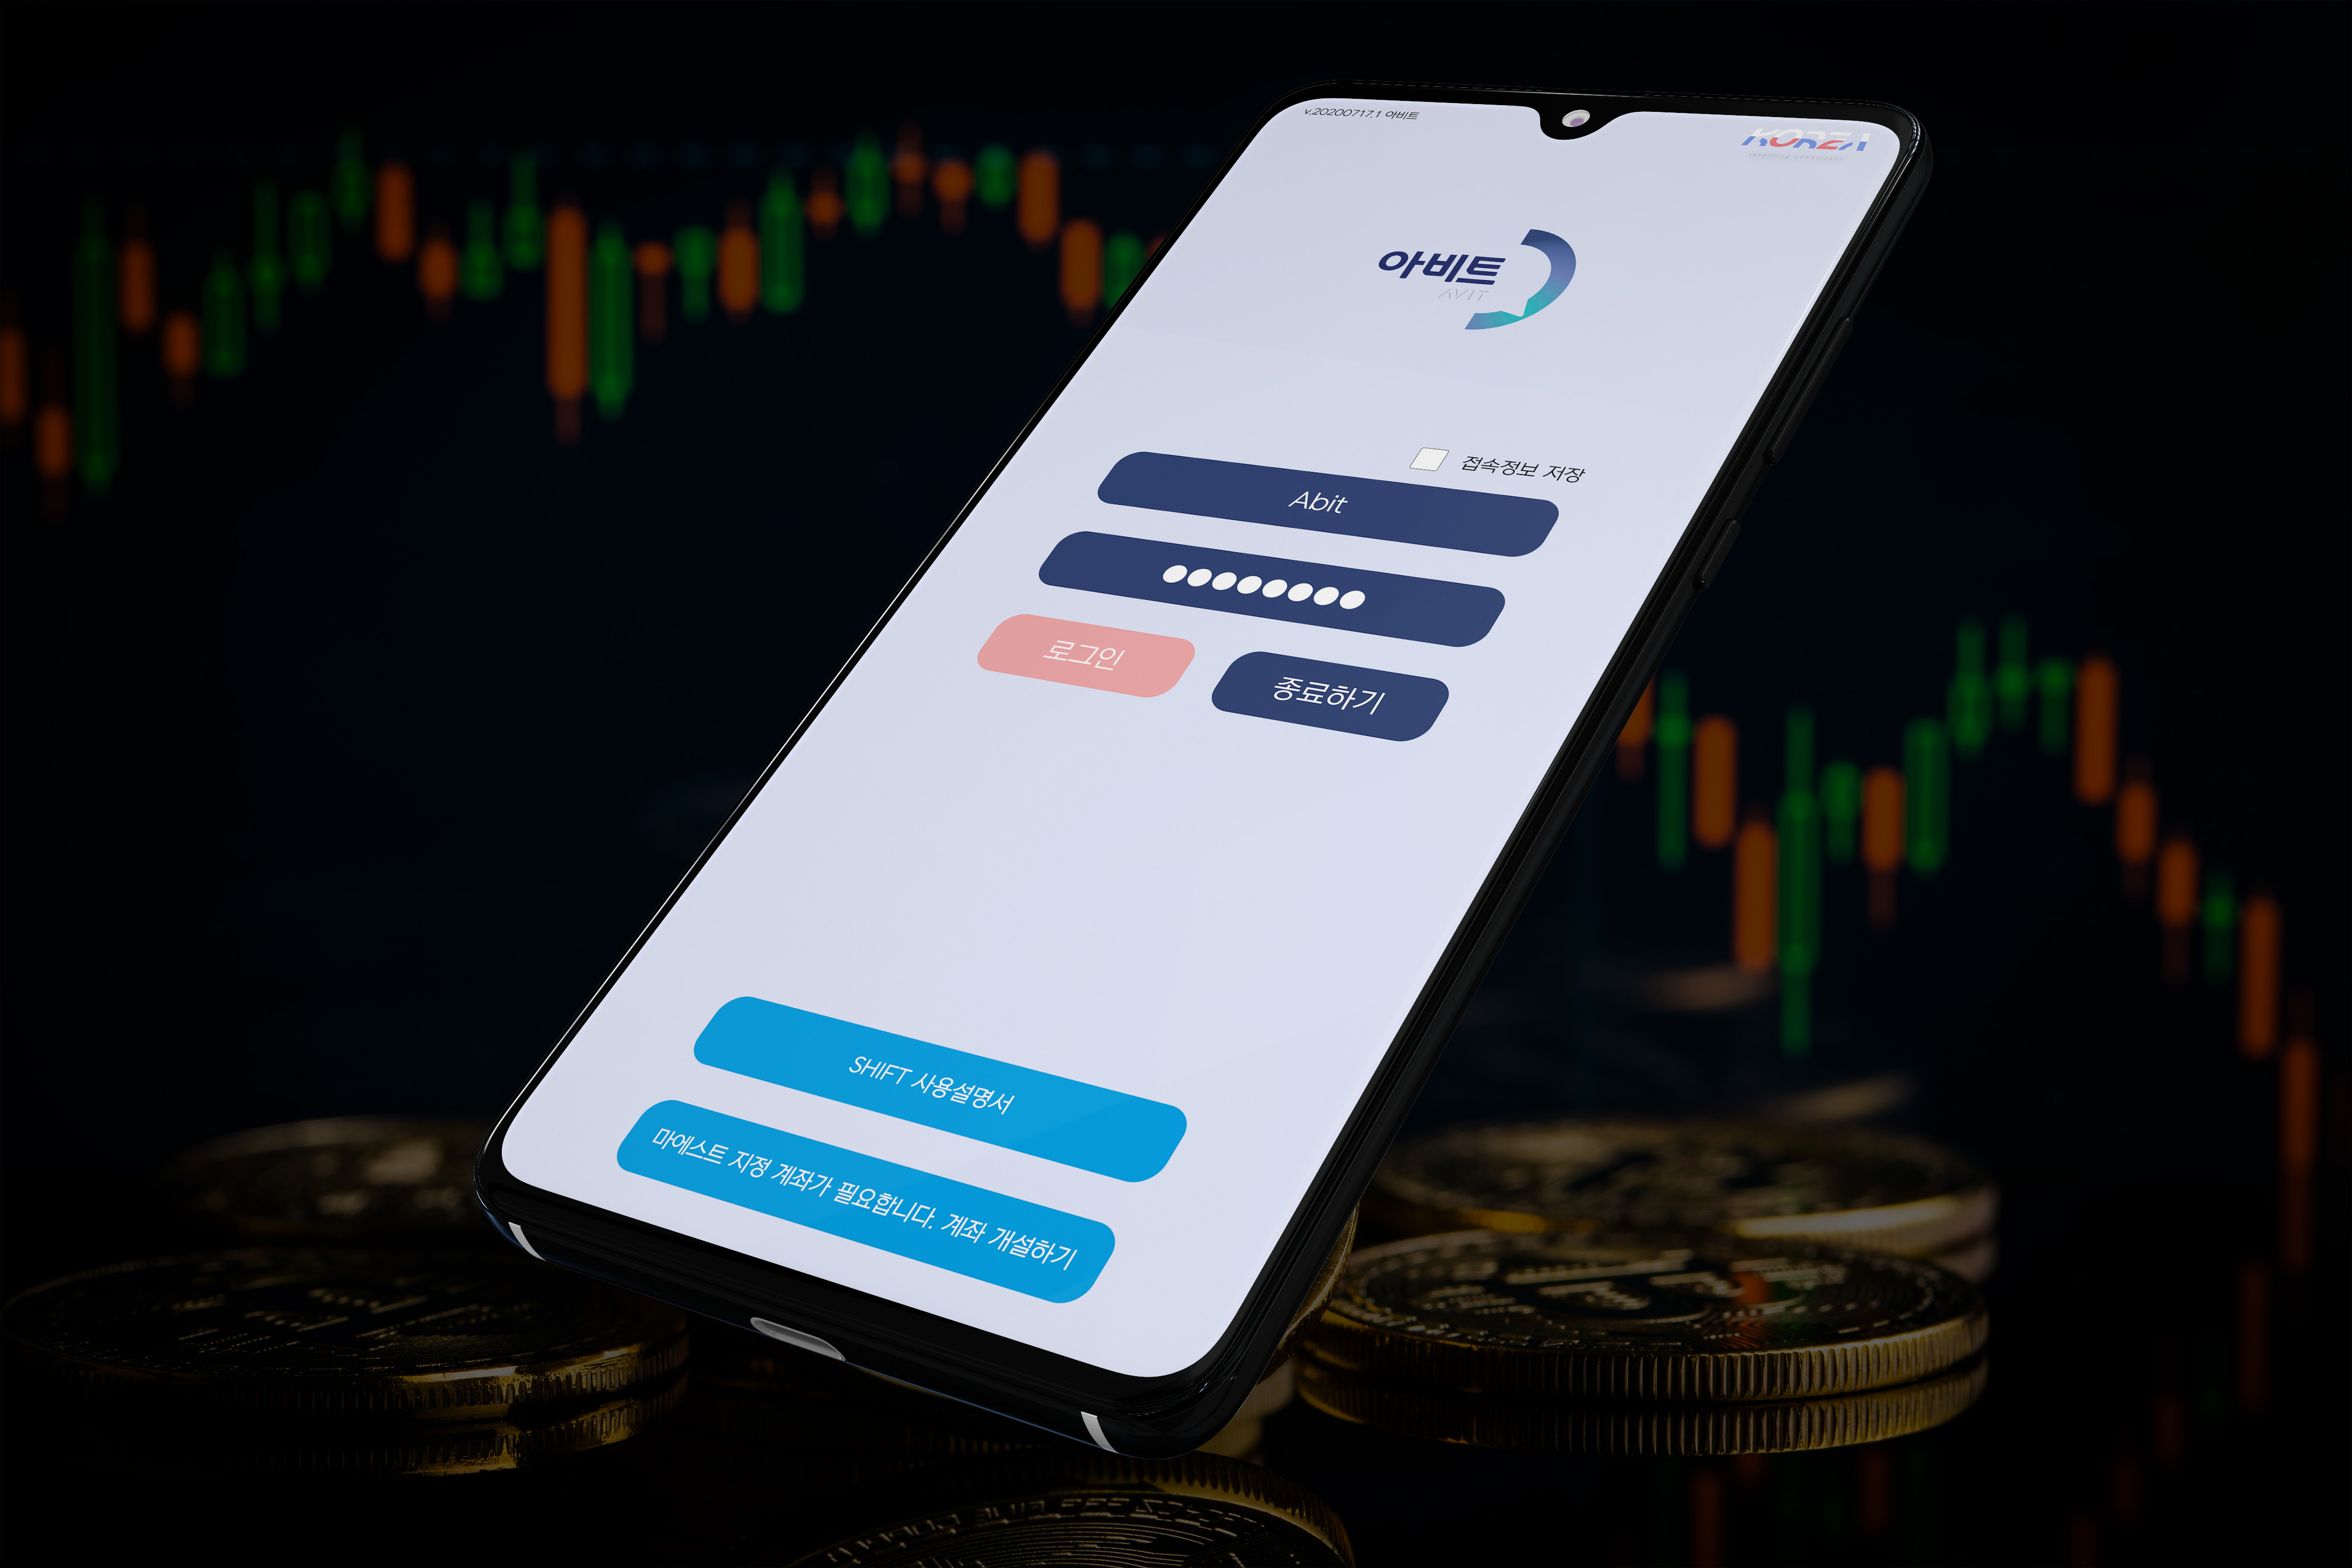 v.20200717.1 아비트
KOREA
아비트
AVIT
접속정보 저장
Abit
로그인
종료하기
SHIFT 사용설명서
마에스트 지정 계좌가 필요합니다. 계좌 개설하기